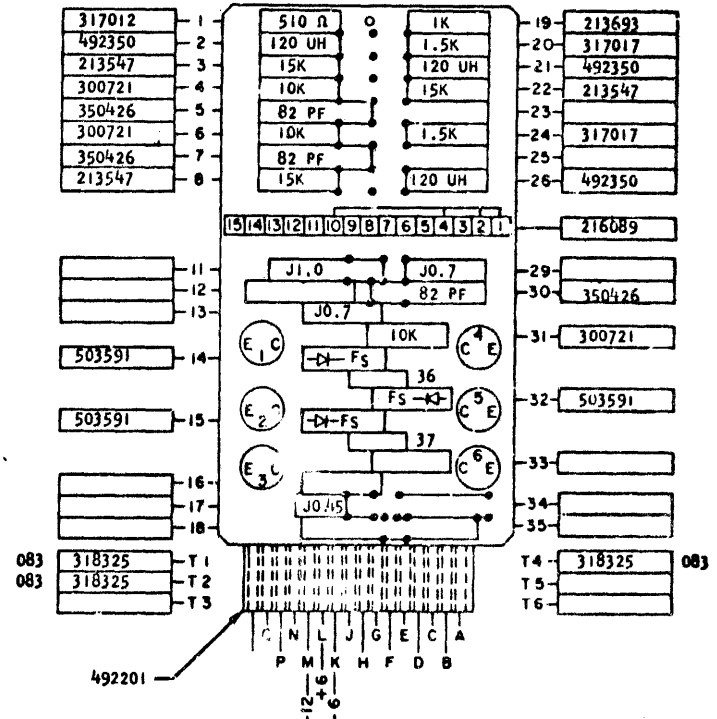 317012 1 510 Ω 1K 19 213693
492350 2 120 UH 1.5K 20 317017
213547 3 15K 120 UH 21 492350
300721 4 10K 15K 22 213547
350426 5 82 PF 23
300721 6 10K 1.5K 24 317017
350426 7 82 PF 25
213547 8 15K 120 UH 26 492350
15 14 13 12 11 10 9 8 7 6 5 4 3 2 1 216089
11 J1.0 J0.7 29
12 82 PF 30 350426
13 J0.7
E 1 C 10K C 4 E 31 300721
503591 14 FS
36
FS 32 503591
E 2 C C 5 E
503591 15 FS
37
E 3 C C 6 E 33
16
17 J0.45 34
18 35
083 318325 T1 T4 318325 083
083 318325 T2 T5
T3 T6
Q N L J G E C A
P M K H F D B
492201
-12 +6 -6